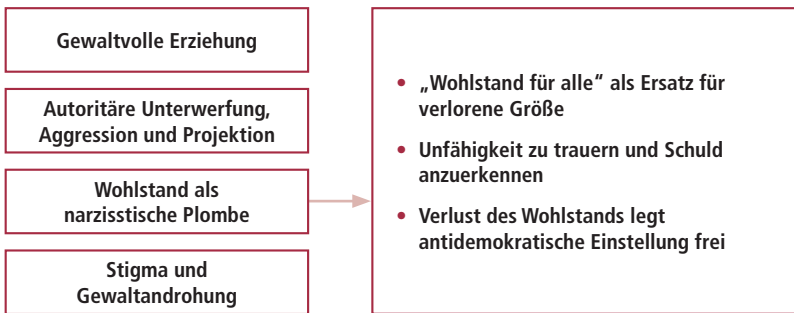 Gewaltvolle Erziehung
Autoritäre Unterwerfung,
Aggression und Projektion
Wohlstand als
narzisstische Plombe
Stigma und
Gewaltandrohung
• „Wohlstand für alle“ als Ersatz für
verlorene Größe
• Unfähigkeit zu trauern und Schuld
anzuerkennen
• Verlust des Wohlstands legt
antidemokratische Einstellung frei